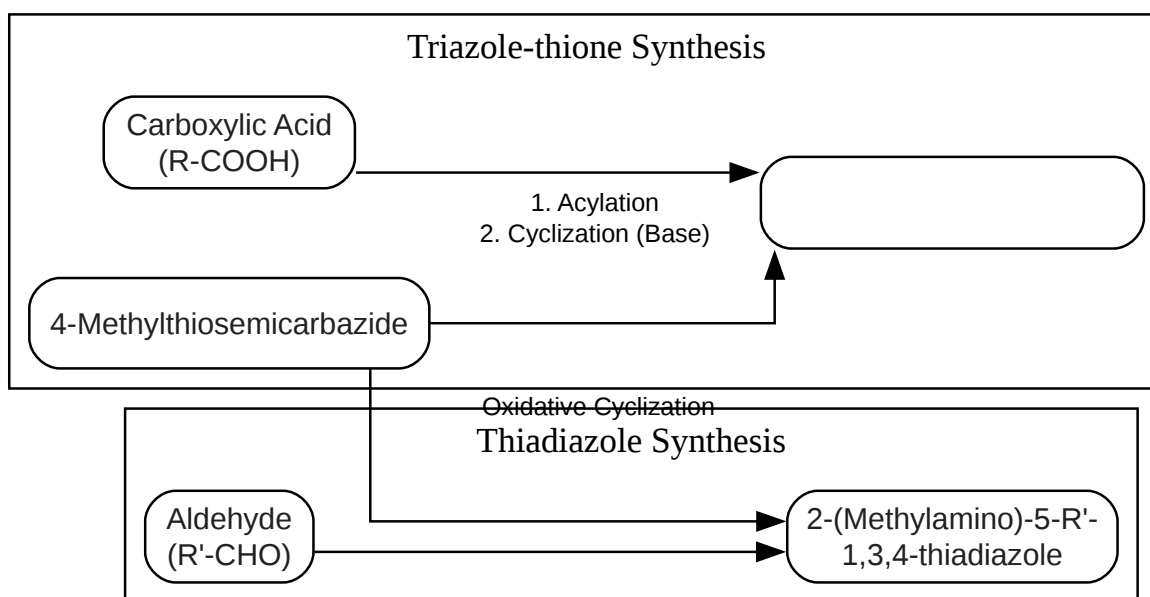 Triazole-thione Synthesis
Carboxylic Acid
(R-COOH)
1. Acylation
2. Cyclization (Base)
4-Methylthiosemicarbazide
Oxidative Cyclization
Thiadiazole Synthesis
Aldehyde
(R'-CHO)
2-(Methylamino)-5-R'-
1,3,4-thiadiazole